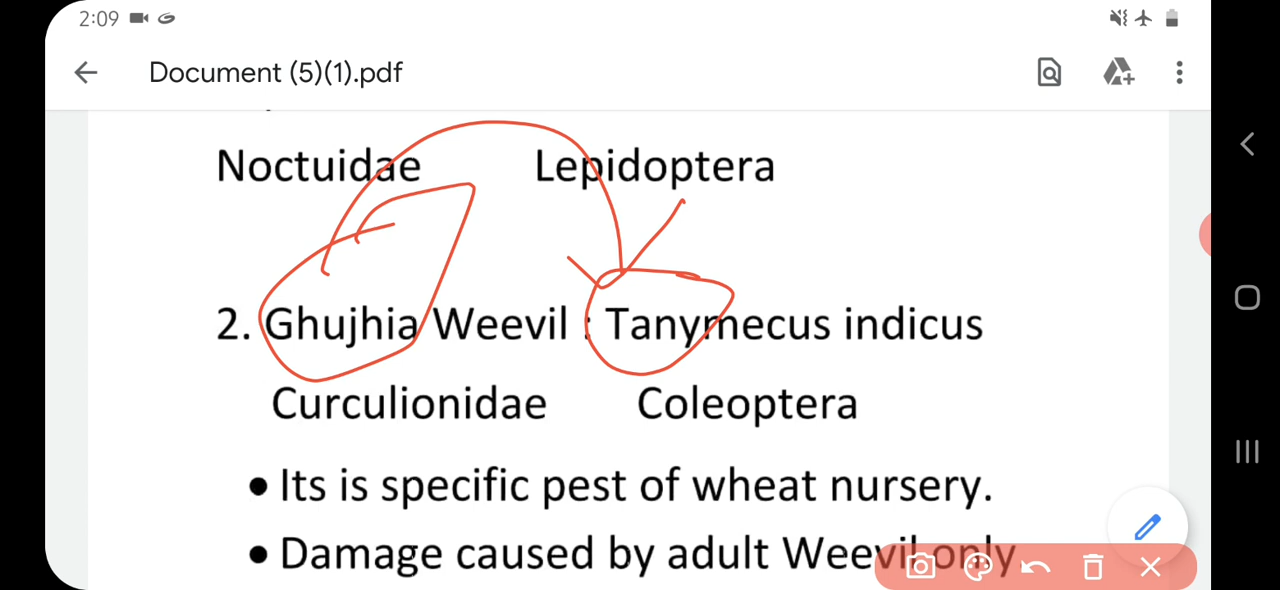 2:09
Document (5)(1).pdf
Noctuidae Lepidoptera
2. Ghujhia Weevil : Tanymecus indicus
Curculionidae Coleoptera
• Its is specific pest of wheat nursery.
• Damage caused by adult Weevil only